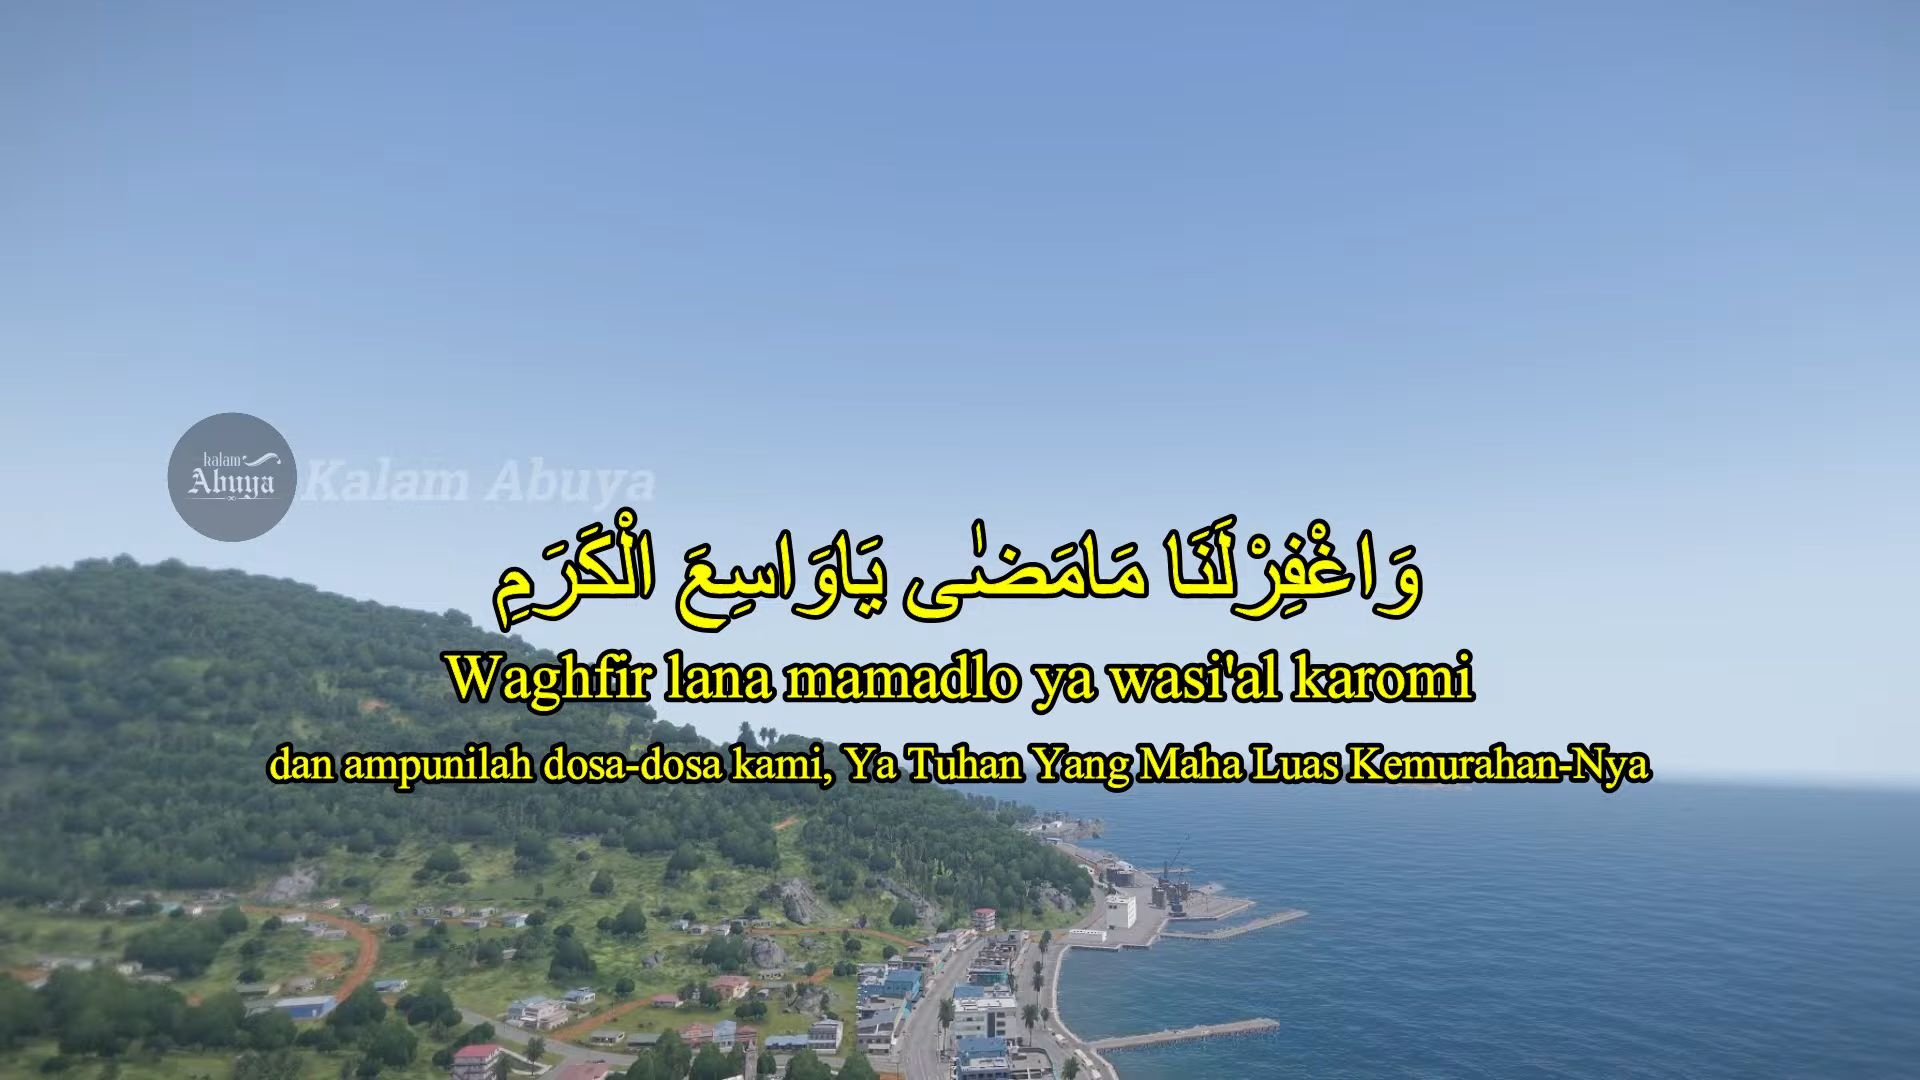 kalam
Abuya
Kalam Abuya
وَاغْفِرْلَنَا مَامَضٰى يَاوَاسِعَ الْكَرَمِ
Waghfir lana mamadlo ya wasi'al karomi
dan ampunilah dosa-dosa kami, Ya Tuhan Yang Maha Luas Kemurahan-Nya